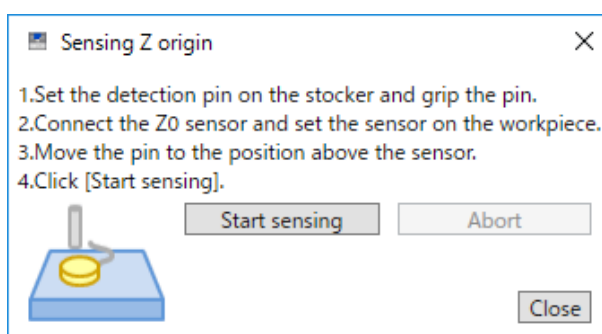 Sensing Z origin
1.Set the detection pin on the stocker and grip the pin.
2.Connect the Z0 sensor and set the sensor on the workpiece.
3.Move the pin to the position above the sensor.
4.Click [Start sensing].
Start sensing Abort
Close